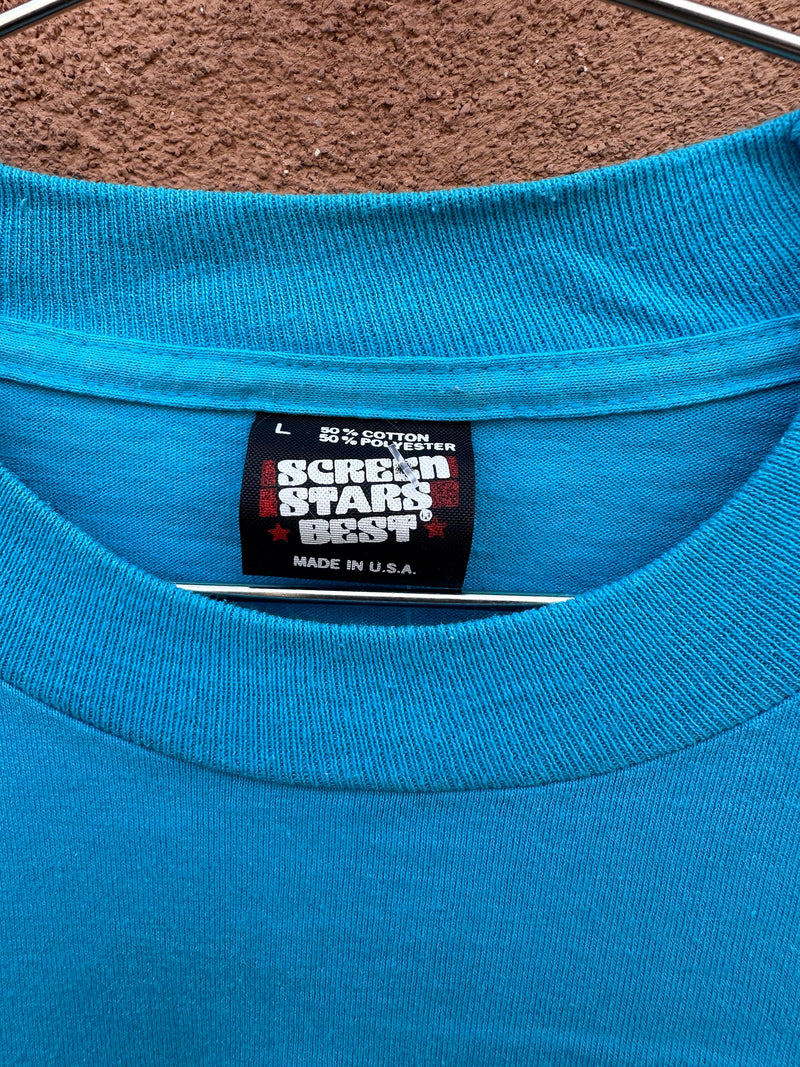 L
50% COTTON
50% POLYESTER
SCREEN
STARS
BEST®
MADE IN U.S.A.